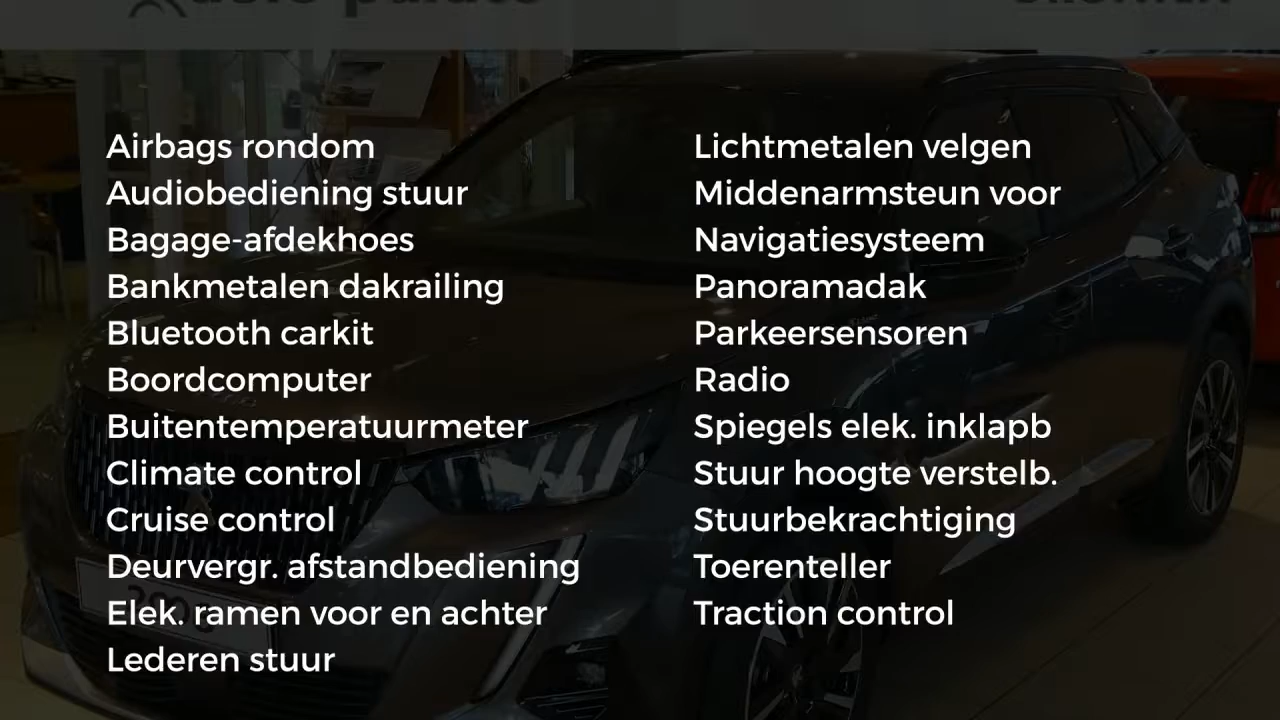 Airbags rondom
Audiobediening stuur
Bagage-afdekhoes
Bankmetalen dakrailing
Bluetooth carkit
Boordcomputer
Buitentemperatuurmeter
Climate control
Cruise control
Deurvergr. afstandbediening
Elek. ramen voor en achter
Lederen stuur
Lichtmetalen velgen
Middenarmsteun voor
Navigatiesysteem
Panoramadak
Parkeersensoren
Radio
Spiegels elek. inklapb
Stuur hoogte verstelb.
Stuurbekrachtiging
Toerenteller
Traction control